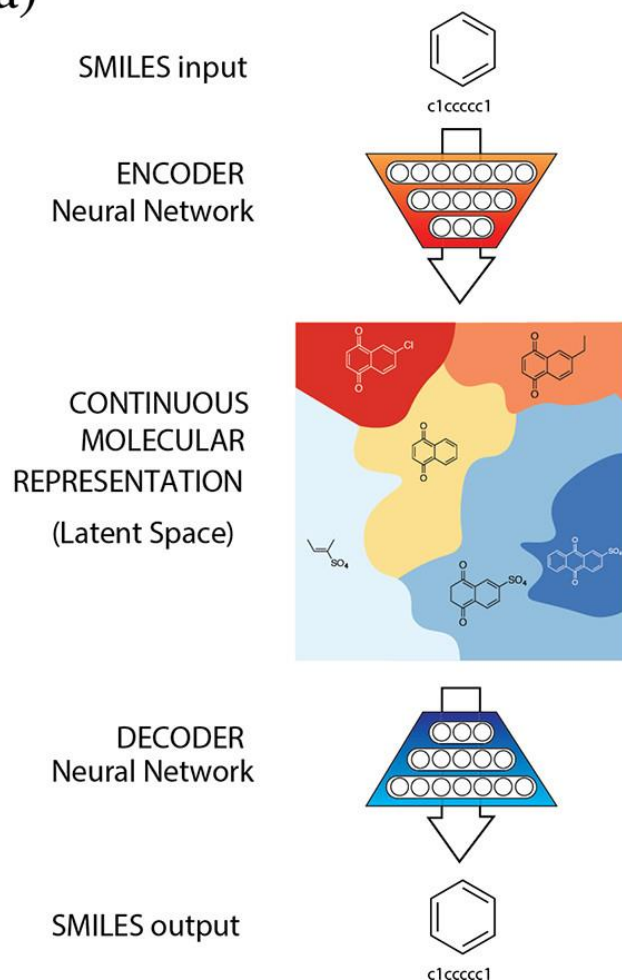 a)
SMILES input
c1ccccc1
ENCODER
Neural Network
CONTINUOUS
MOLECULAR
REPRESENTATION
(Latent Space)
O
Cl
O
O
O
O
O
SO₄
O
SO₄
O
O
SO₄
O
DECODER
Neural Network
SMILES output
c1ccccc1